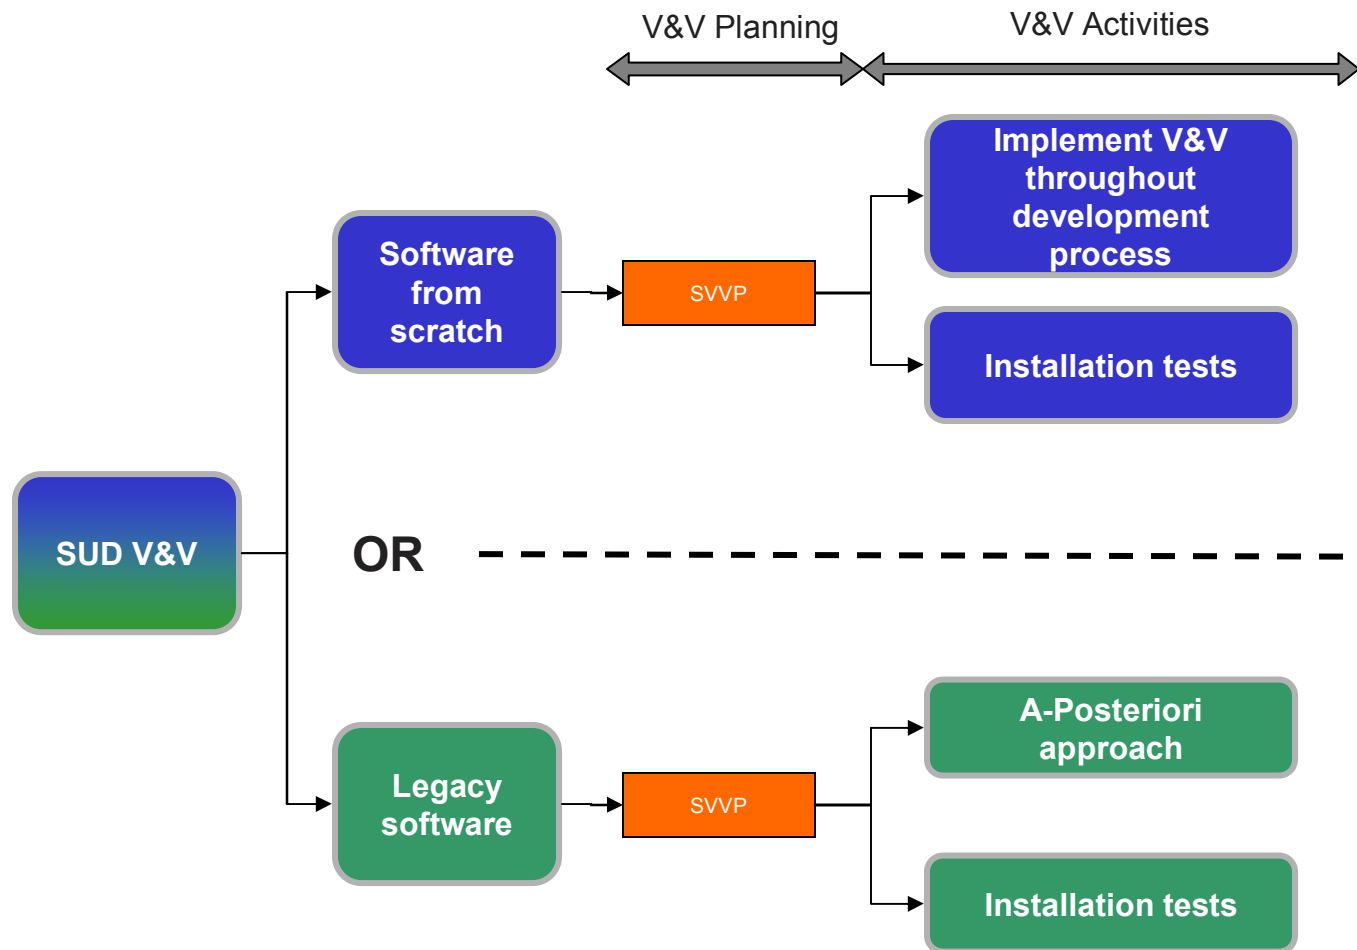 V&V Planning
V&V Activities
Implement V&V
throughout
development
process
Software
from
scratch
SVVP
Installation tests
SUD V&V
OR
A-Posteriori
approach
Legacy
software
SVVP
Installation tests